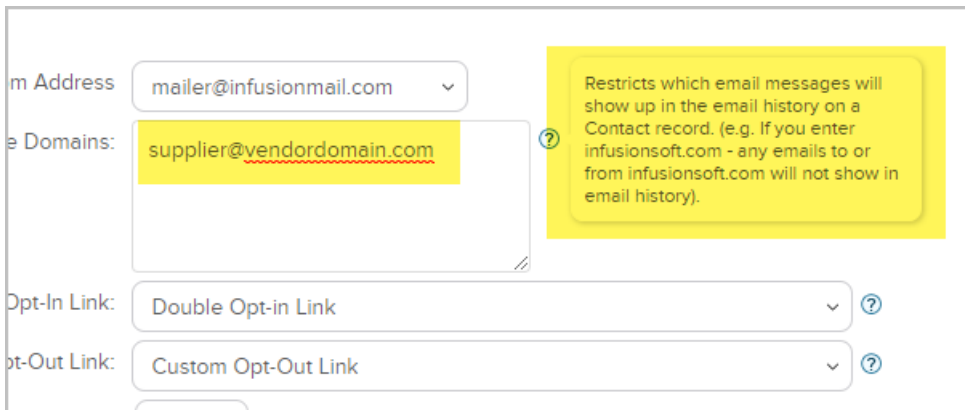 m Address
mailer@infusionmail.com
e Domains:
supplier@vendordomain.com
Restricts which email messages will
show up in the email history on a
Contact record. (e.g. If you enter
infusionsoft.com - any emails to or
from infusionsoft.com will not show in
email history).
Opt-In Link:
Double Opt-in Link
pt-Out Link:
Custom Opt-Out Link